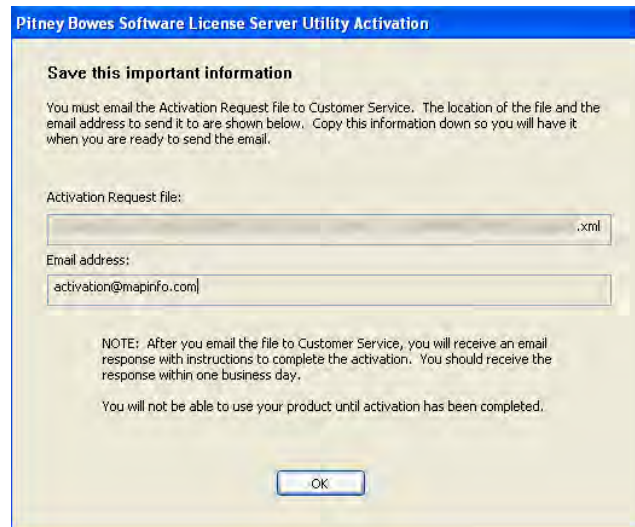 Pitney Bowes Software License Server Utility Activation
Save this important information
You must email the Activation Request file to Customer Service. The location of the file and the
email address to send it to are shown below. Copy this information down so you will have it
when you are ready to send the email.
Activation Request file:
.xml
Email address:
activation@mapinfo.com
NOTE: After you email the file to Customer Service, you will receive an email
response with instructions to complete the activation. You should receive the
response within one business day.
You will not be able to use your product until activation has been completed.
OK